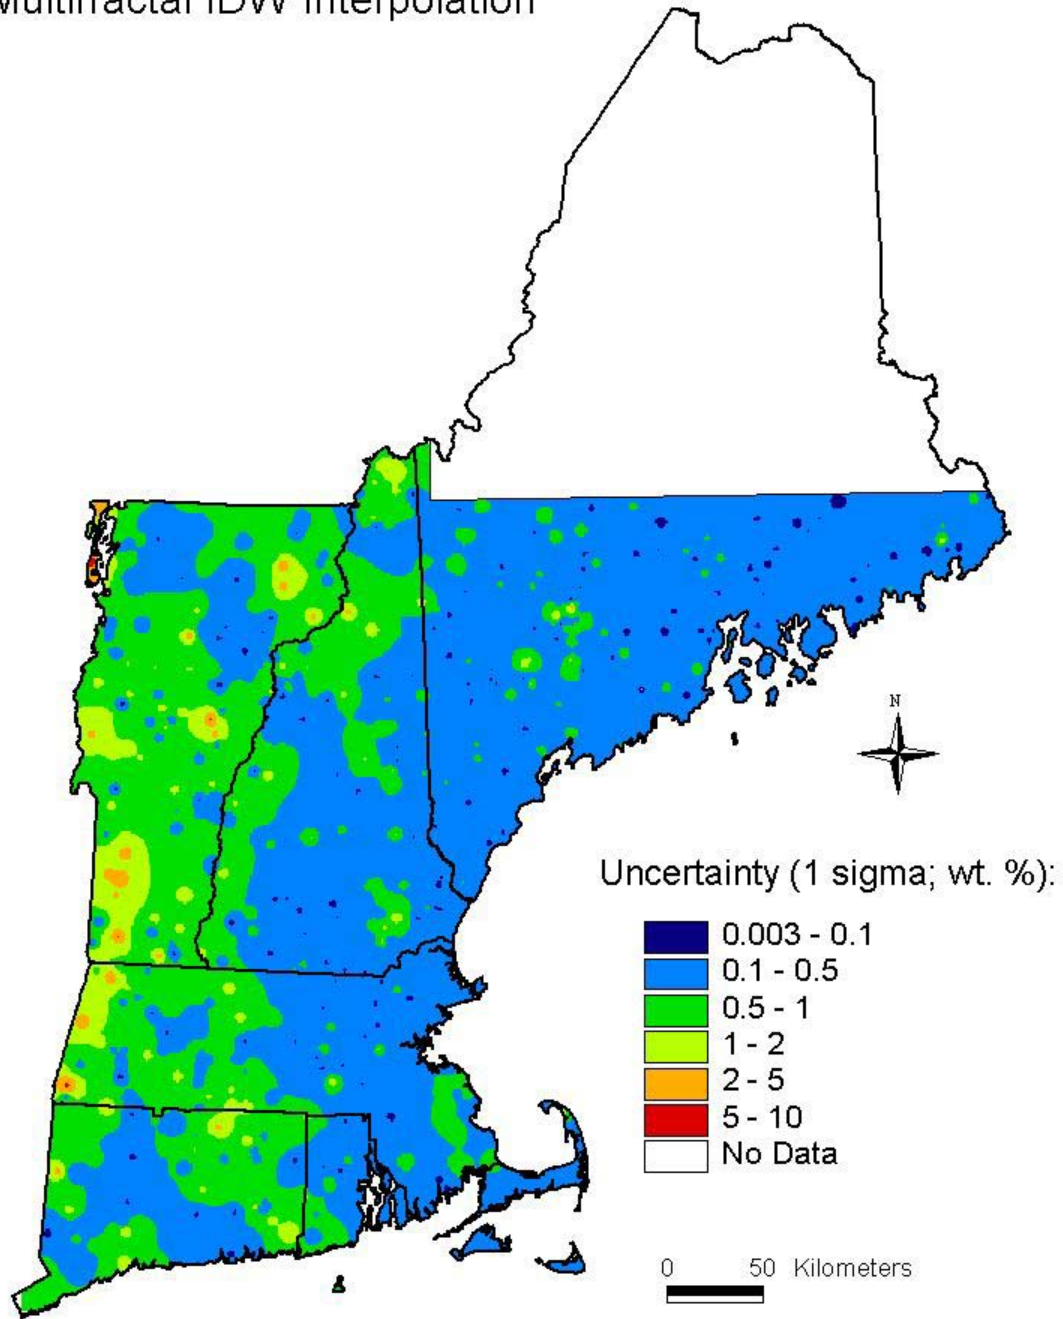 Multifractal IDW Interpolation
N
Uncertainty (1 sigma; wt. %):
0.003 - 0.1
0.1 - 0.5
0.5 - 1
1 - 2
2 - 5
5 - 10
No Data
0 50 Kilometers